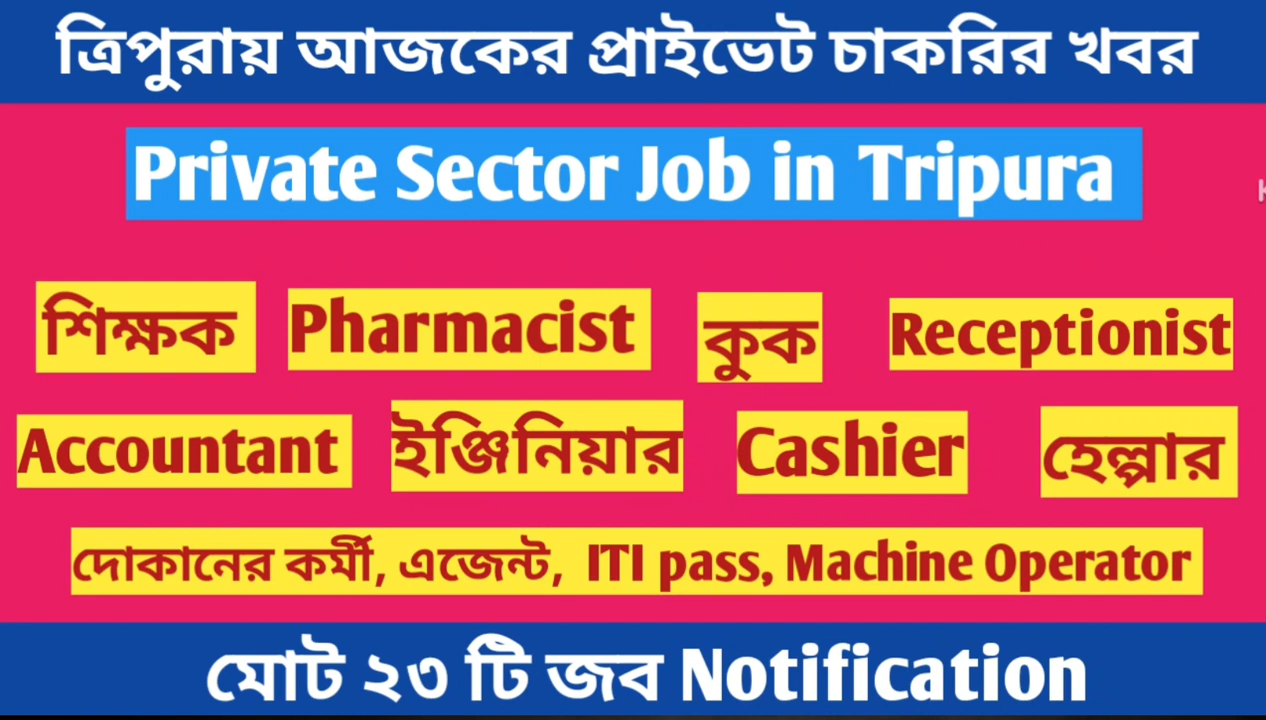 ত্রিপুরায় আজকের প্রাইভেট চাকরির খবর
Private Sector Job in Tripura
শিক্ষক Pharmacist কুক Receptionist
Accountant ইঞ্জিনিয়ার Cashier হেল্পার
দোকানের কর্মী, এজেন্ট, ITI pass, Machine Operator
মোট ২৩ টি জব Notification